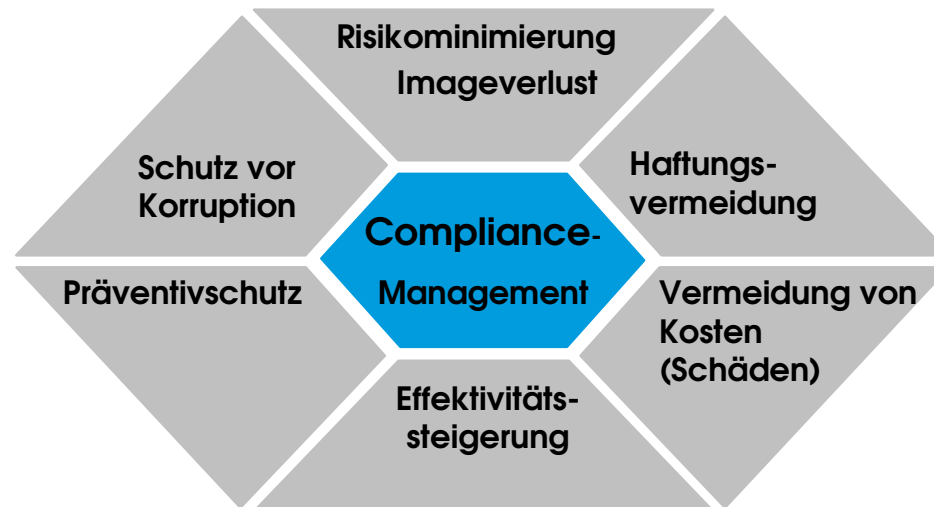 Risikominimierung
Imageverlust
Schutz vor
Korruption
Haftungs-
vermeidung
Compliance-
Management
Präventivschutz
Vermeidung von
Kosten
(Schäden)
Effektivitäts-
steigerung